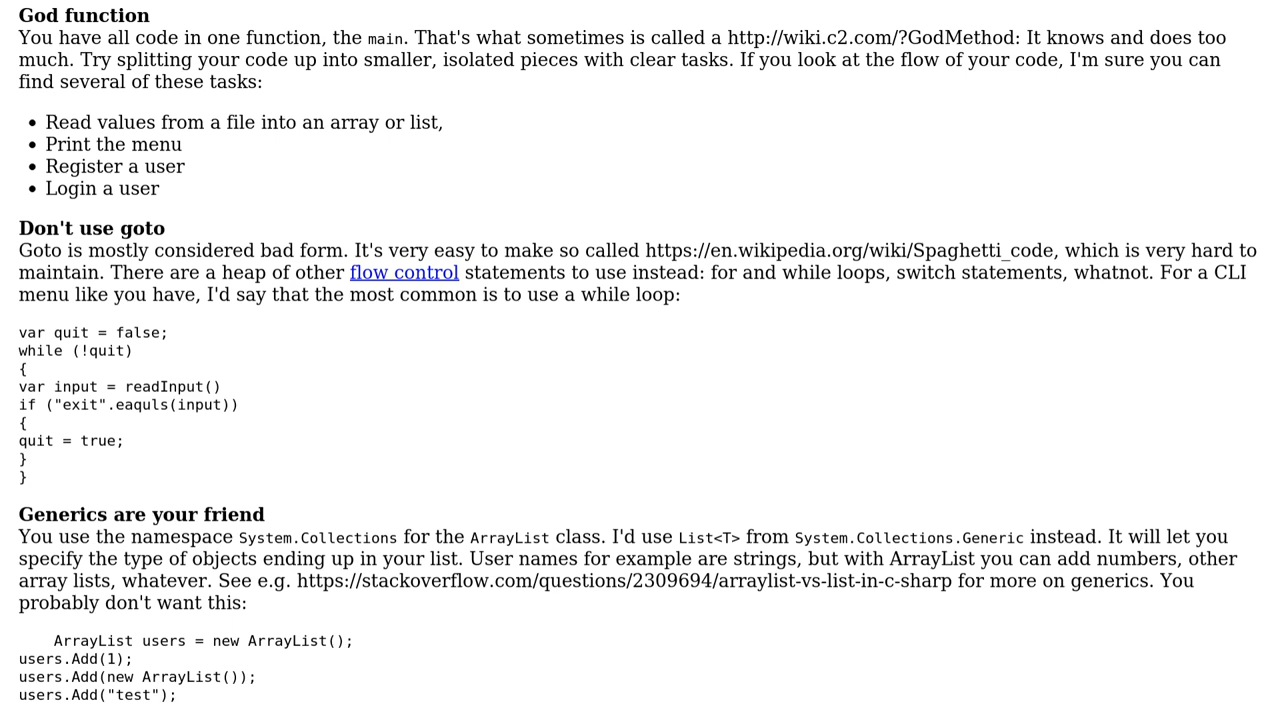 God function
You have all code in one function, the main. That's what sometimes is called a http://wiki.c2.com/?GodMethod: It knows and does too
much. Try splitting your code up into smaller, isolated pieces with clear tasks. If you look at the flow of your code, I'm sure you can
find several of these tasks:
• Read values from a file into an array or list,
• Print the menu
• Register a user
• Login a user
Don't use goto
Goto is mostly considered bad form. It's very easy to make so called https://en.wikipedia.org/wiki/Spaghetti_code, which is very hard to
maintain. There are a heap of other flow control statements to use instead: for and while loops, switch statements, whatnot. For a CLI
menu like you have, I'd say that the most common is to use a while loop:
var quit = false;
while (!quit)
{
var input = readInput()
if ("exit".eaquls(input))
{
quit = true;
}
}
Generics are your friend
You use the namespace System.Collections for the ArrayList class. I'd use List<T> from System.Collections.Generic instead. It will let you
specify the type of objects ending up in your list. User names for example are strings, but with ArrayList you can add numbers, other
array lists, whatever. See e.g. https://stackoverflow.com/questions/2309694/arraylist-vs-list-in-c-sharp for more on generics. You
probably don't want this:
    ArrayList users = new ArrayList();
users.Add(1);
users.Add(new ArrayList());
users.Add("test");